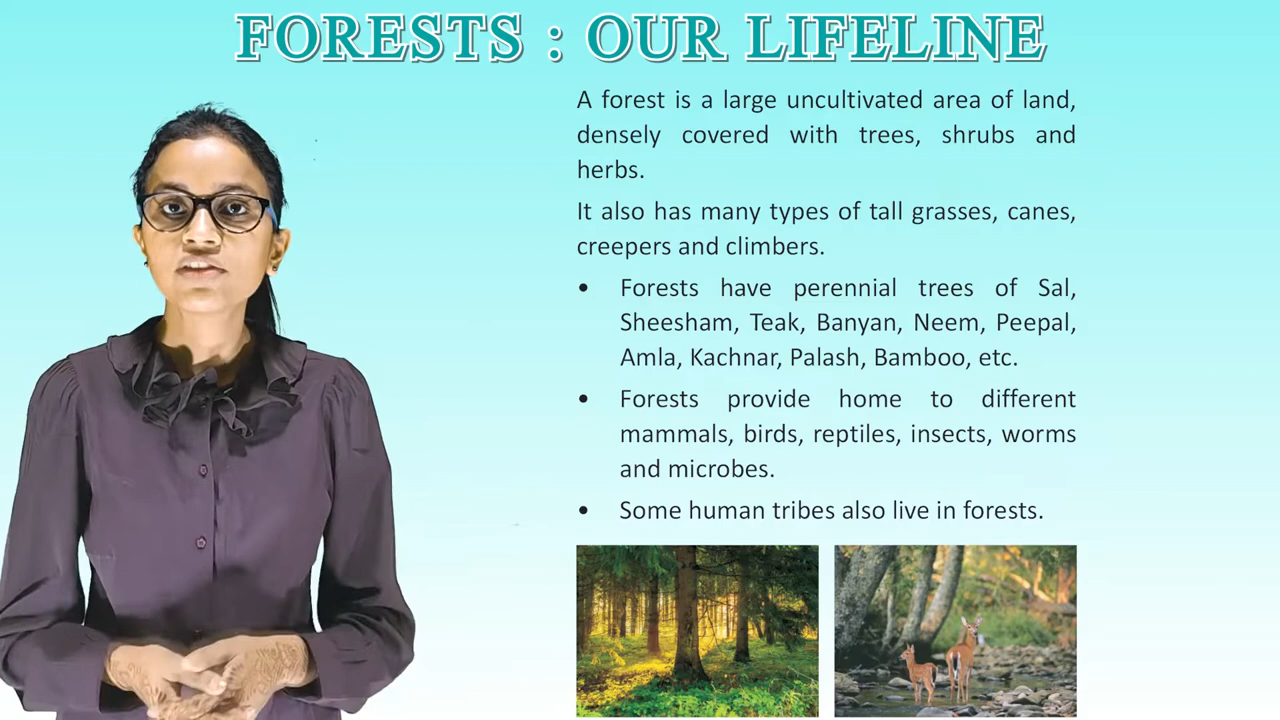 FORESTS : OUR LIFELINE
A forest is a large uncultivated area of land,
densely covered with trees, shrubs and
herbs.
It also has many types of tall grasses, canes,
creepers and climbers.
• Forests have perennial trees of Sal,
Sheesham, Teak, Banyan, Neem, Peepal,
Amla, Kachnar, Palash, Bamboo, etc.
• Forests provide home to different
mammals, birds, reptiles, insects, worms
and microbes.
• Some human tribes also live in forests.